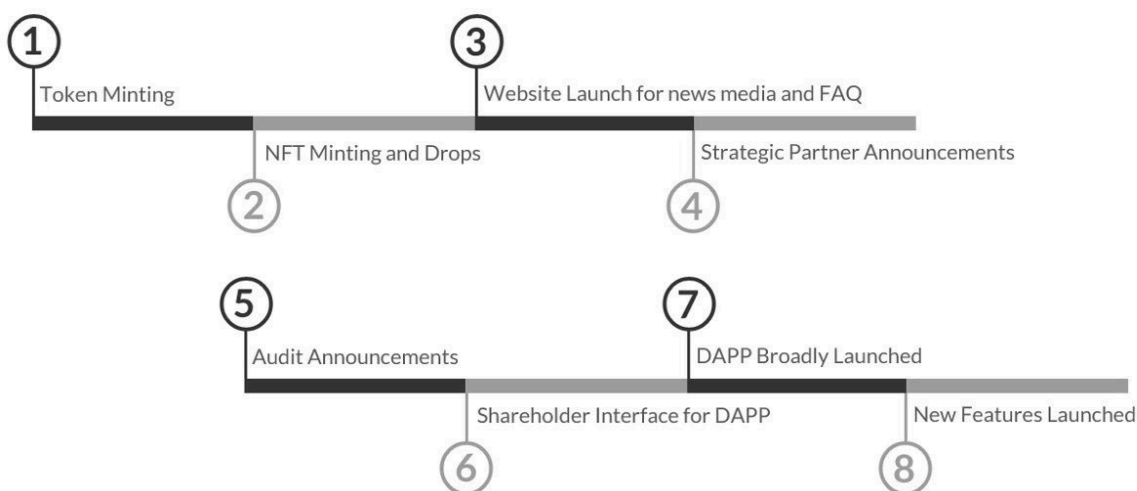 1
Token Minting
2
NFT Minting and Drops
3
Website Launch for news media and FAQ
4
Strategic Partner Announcements
5
Audit Announcements
6
Shareholder Interface for DAPP
7
DAPP Broadly Launched
8
New Features Launched